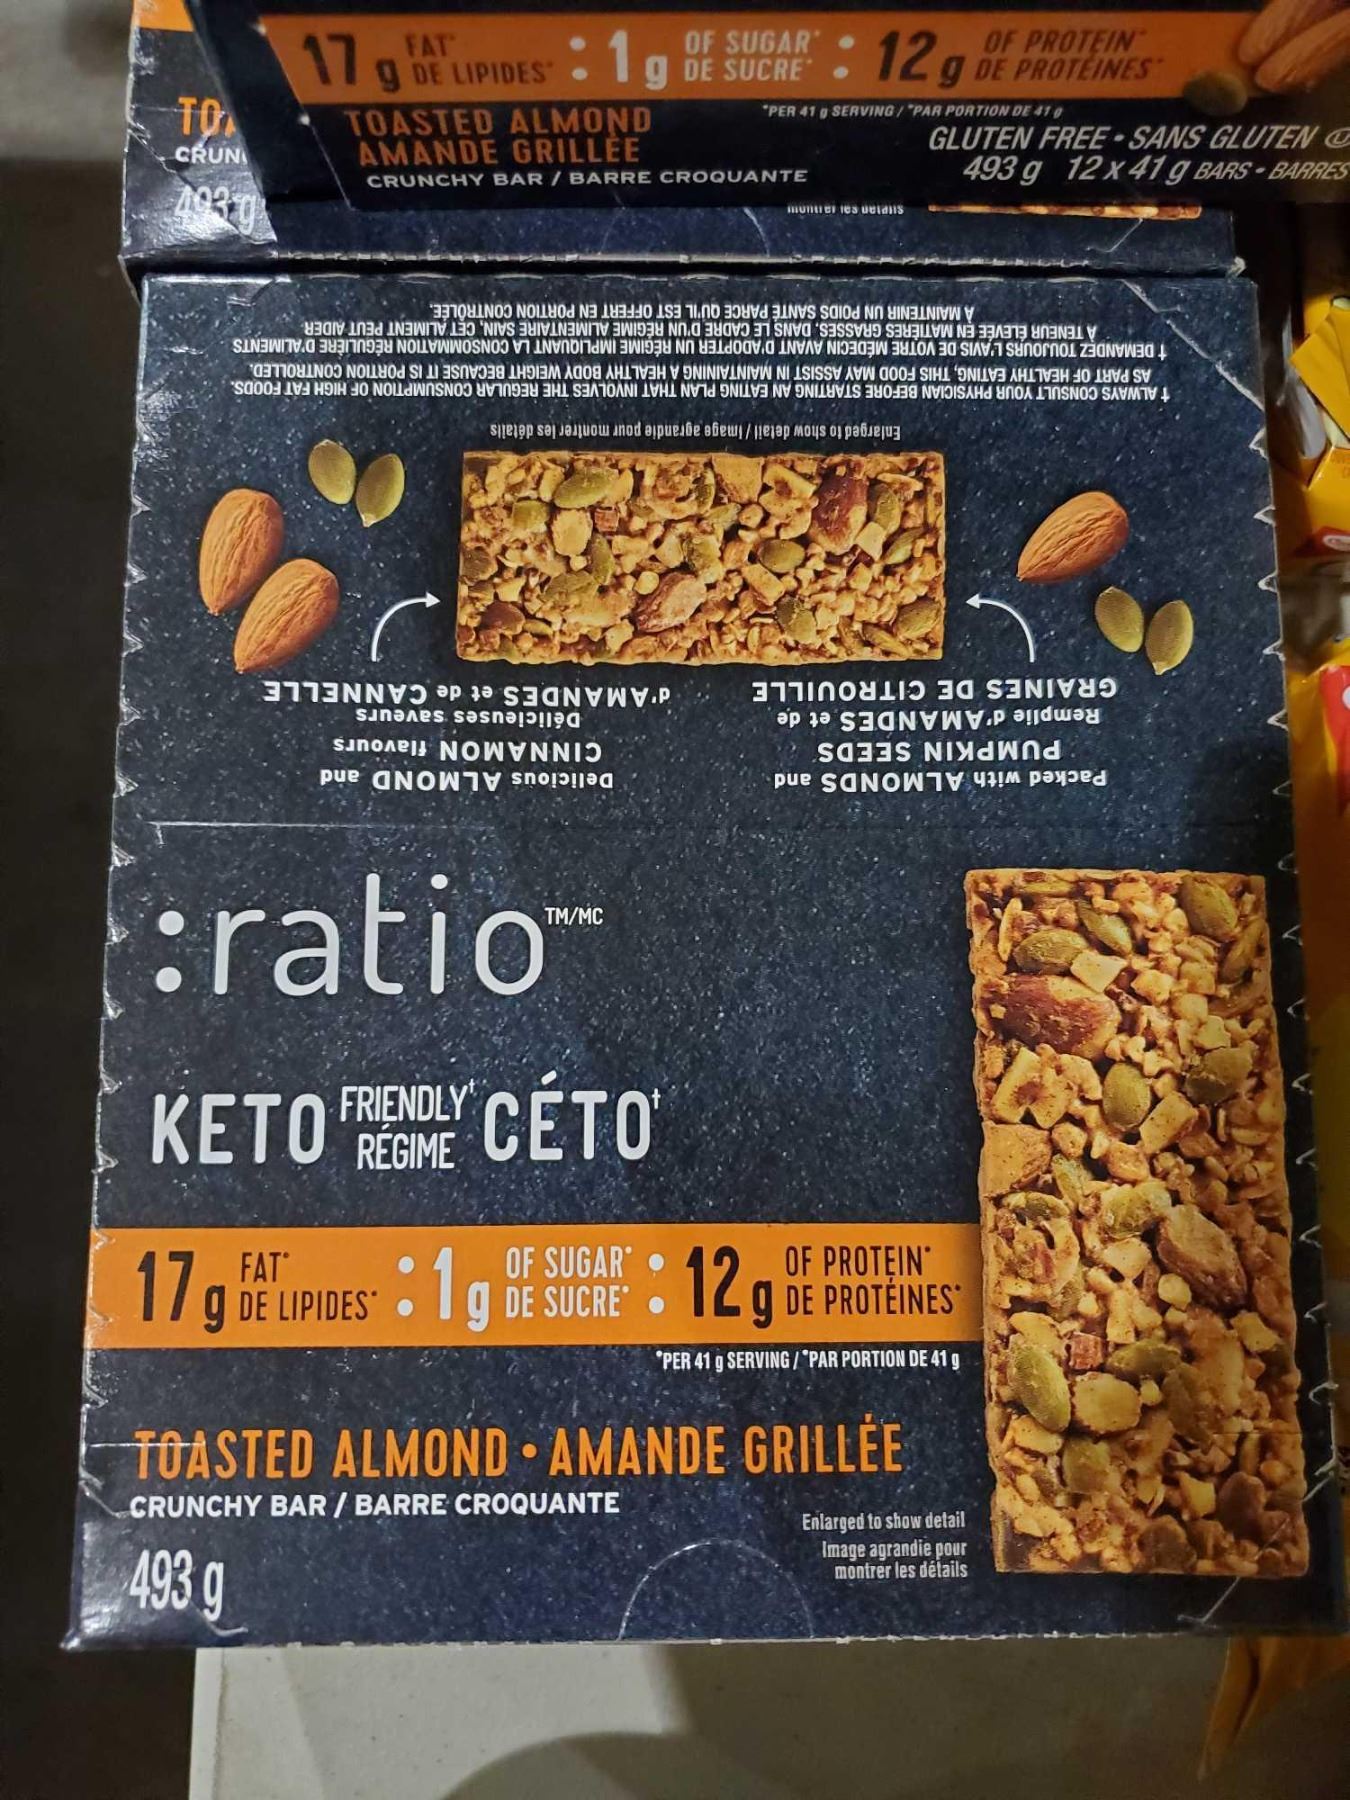 17 g FAT* DE LIPIDES* : 1 g OF SUGAR* DE SUCRE* : 12 g OF PROTEIN* DE PROTÉINES*
*PER 41 g SERVING / *PAR PORTION DE 41 g
TOASTED ALMOND
AMANDE GRILLÉE
CRUNCHY BAR / BARRE CROQUANTE
GLUTEN FREE • SANS GLUTEN
493 g 12 x 41 g BARS • BARRES
493 g
montrer les détails
† ALWAYS CONSULT YOUR PHYSICIAN BEFORE STARTING AN EATING PLAN THAT INVOLVES THE REGULAR CONSUMPTION OF HIGH FAT FOODS.
AS PART OF HEALTHY EATING, THIS FOOD MAY ASSIST IN MAINTAINING A HEALTHY BODY WEIGHT BECAUSE IT IS PORTION CONTROLLED.
† DEMANDEZ TOUJOURS L'AVIS DE VOTRE MÉDECIN AVANT D'ADOPTER UN RÉGIME IMPLIQUANT LA CONSOMMATION RÉGULIÈRE D'ALIMENTS
À TENEUR ÉLEVÉE EN MATIÈRES GRASSES. DANS LE CADRE D'UN RÉGIME ALIMENTAIRE SAIN, CET ALIMENT PEUT AIDER
À MAINTENIR UN POIDS SANTÉ PARCE QU'IL EST OFFERT EN PORTION CONTRÔLÉE.
Enlarged to show detail / Image agrandie pour montrer les détails
Packed with ALMONDS and
PUMPKIN SEEDS
Remplie d'AMANDES et de
GRAINES DE CITROUILLE
Delicious ALMOND and
CINNAMON flavours
Délicieuses saveurs
d'AMANDES et de CANNELLE
:ratio TM/MC
KETO FRIENDLY† RÉGIME CÉTO†
17 g FAT* DE LIPIDES* : 1 g OF SUGAR* DE SUCRE* : 12 g OF PROTEIN* DE PROTÉINES*
*PER 41 g SERVING / *PAR PORTION DE 41 g
TOASTED ALMOND • AMANDE GRILLÉE
CRUNCHY BAR / BARRE CROQUANTE
Enlarged to show detail
Image agrandie pour
montrer les détails
493 g